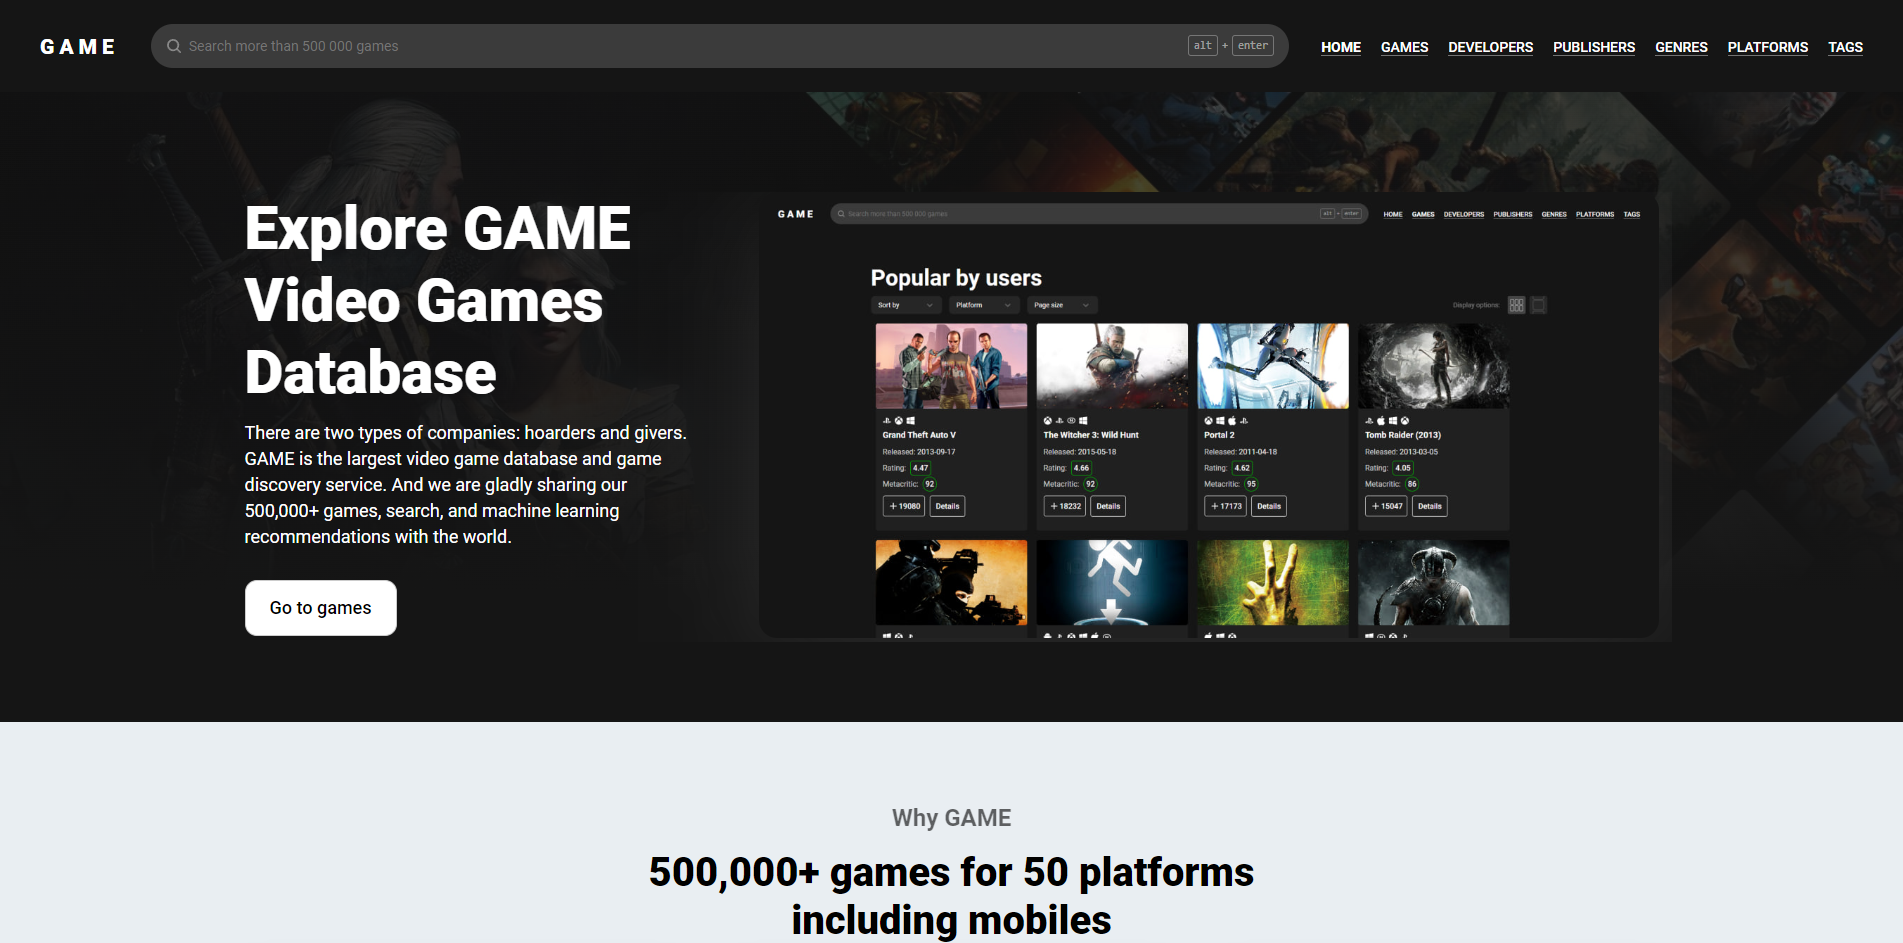 GAME
Search more than 500 000 games
alt + enter
HOME GAMES DEVELOPERS PUBLISHERS GENRES PLATFORMS TAGS
Explore GAME
Video Games
Database
There are two types of companies: hoarders and givers.
GAME is the largest video game database and game
discovery service. And we are gladly sharing our
500,000+ games, search, and machine learning
recommendations with the world.
Go to games
GAME
Search more than 500 000 games
alt + enter
HOME GAMES DEVELOPERS PUBLISHERS GENRES PLATFORMS TAGS
Popular by users
Sort by Platform Page size Display options:
Grand Theft Auto V
Released: 2013-09-17
Rating: 4.47
Metacritic: 92
+ 19080 Details
The Witcher 3: Wild Hunt
Released: 2015-05-18
Rating: 4.66
Metacritic: 92
+ 18232 Details
Portal 2
Released: 2011-04-18
Rating: 4.62
Metacritic: 95
+ 17173 Details
Tomb Raider (2013)
Released: 2013-03-05
Rating: 4.05
Metacritic: 86
+ 15047 Details
Why GAME
500,000+ games for 50 platforms
including mobiles